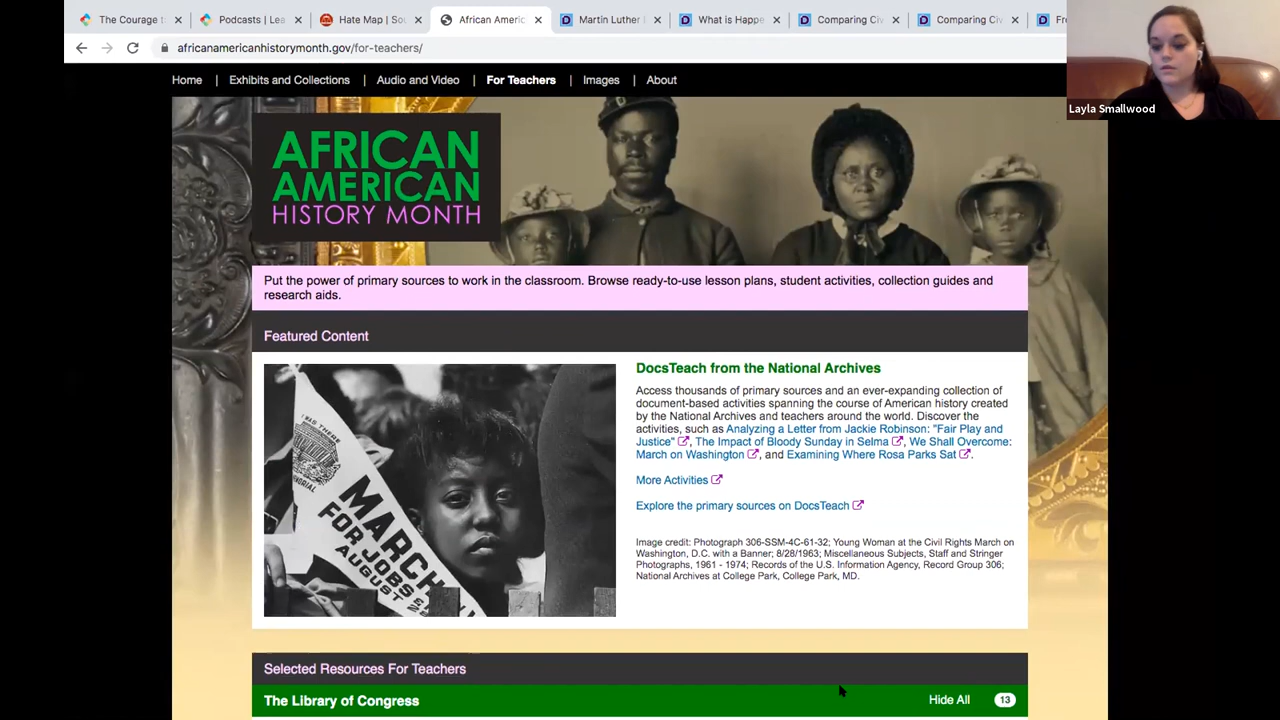 The Courage to
Podcasts | Lea
Hate Map | Sou
African Americ
Martin Luther
What is Happe
Comparing Civ
Comparing Civ
Fr
africanamericanhistorymonth.gov/for-teachers/
Layla Smallwood
Home | Exhibits and Collections | Audio and Video | For Teachers | Images | About
AFRICAN
AMERICAN
HISTORY MONTH
Put the power of primary sources to work in the classroom. Browse ready-to-use lesson plans, student activities, collection guides and
research aids.
Featured Content
MARCH
FOR JOBS
AUGUST
DocsTeach from the National Archives
Access thousands of primary sources and an ever-expanding collection of
document-based activities spanning the course of American history created
by the National Archives and teachers around the world. Discover the
activities, such as Analyzing a Letter from Jackie Robinson: "Fair Play and
Justice", The Impact of Bloody Sunday in Selma, We Shall Overcome:
March on Washington, and Examining Where Rosa Parks Sat.
More Activities
Explore the primary sources on DocsTeach
Image credit: Photograph 306-SSM-4C-61-32; Young Woman at the Civil Rights March on
Washington, D.C. with a Banner; 8/28/1963; Miscellaneous Subjects, Staff and Stringer
Photographs, 1961 - 1974; Records of the U.S. Information Agency, Record Group 306;
National Archives at College Park, College Park, MD.
Selected Resources For Teachers
The Library of Congress
Hide All 13